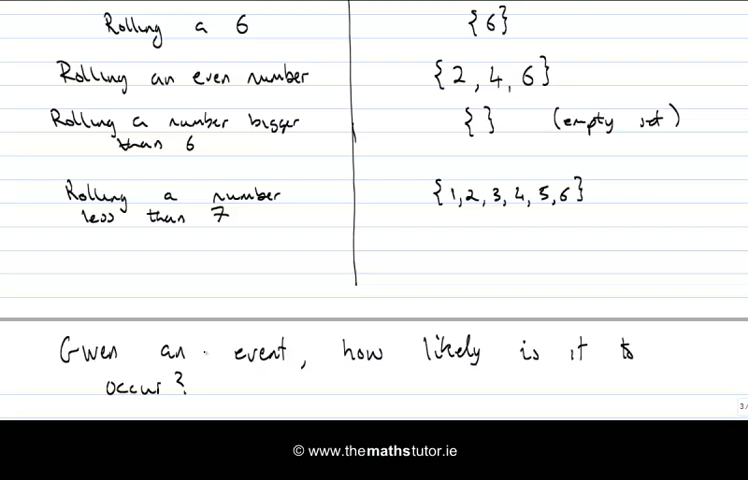 Rolling a 6 {6}
Rolling an even number {2, 4, 6}
Rolling a number bigger { } (empty set)
than 6
Rolling a number {1,2, 3, 4, 5,6}
less than 7
Given an event, how likely is it to
occur?
3/
© www.themathstutor.ie